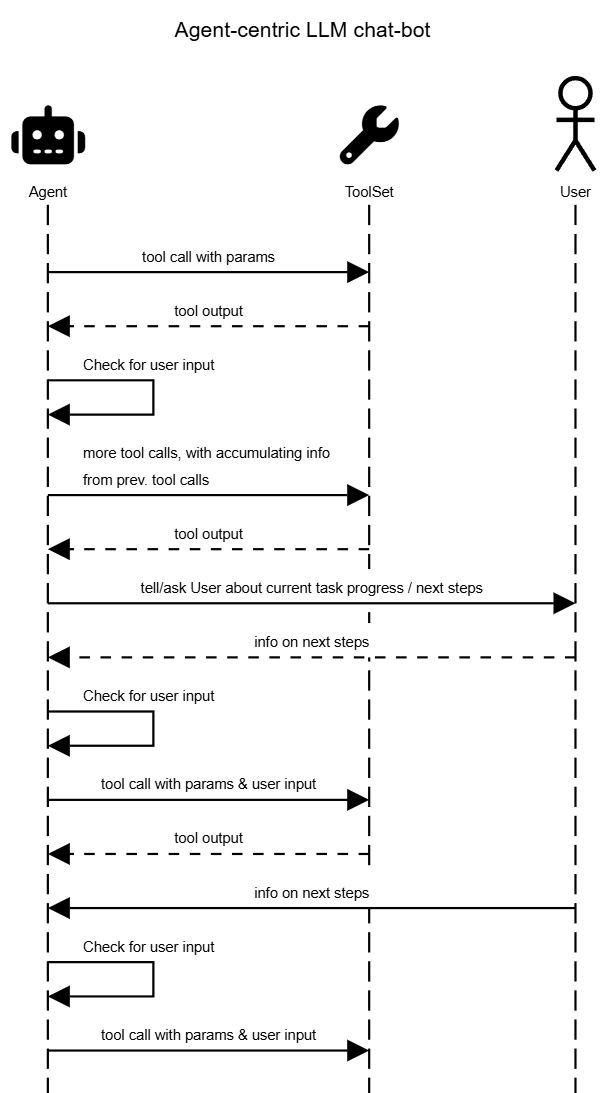 Agent-centric LLM chat-bot
Agent
ToolSet
User
tool call with params
tool output
Check for user input
more tool calls, with accumulating info
from prev. tool calls
tool output
tell/ask User about current task progress / next steps
info on next steps
Check for user input
tool call with params & user input
tool output
info on next steps
Check for user input
tool call with params & user input